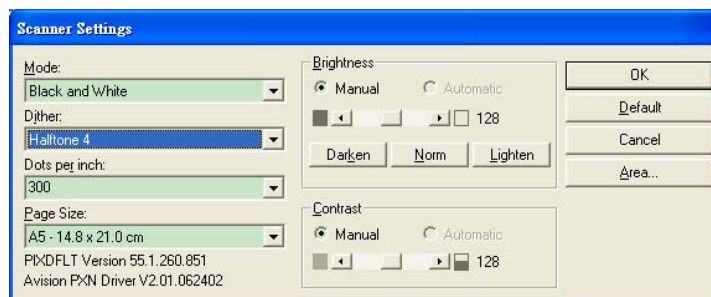 Scanner Settings
Mode:
Black and White
Dither:
Halftone 4
Dots per inch:
300
Page Size:
A5 - 14.8 x 21.0 cm
PIXDFLT Version 55.1.260.851
Avision PXN Driver V2.01.062402
Brightness
Manual
Automatic
128
Darken
Norm
Lighten
Contrast
Manual
Automatic
128
OK
Default
Cancel
Area...